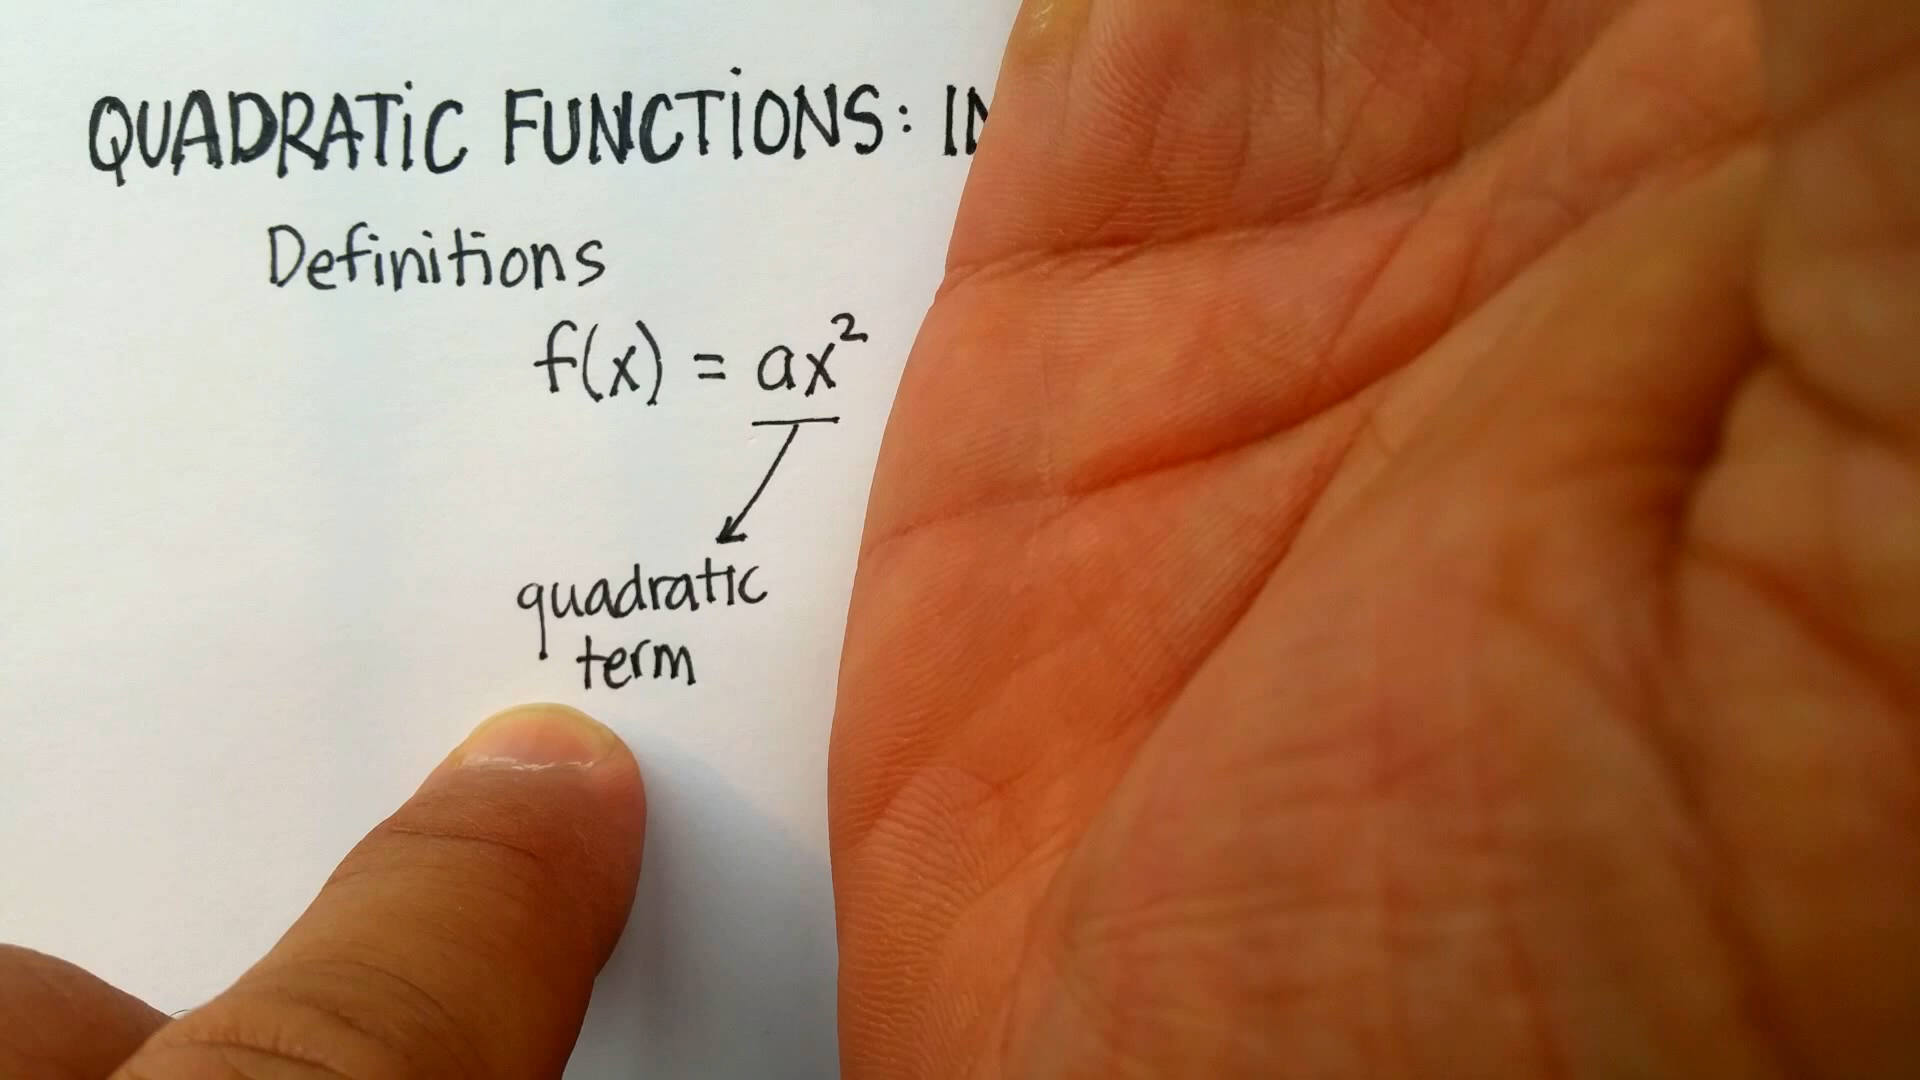 QUADRATIC FUNCTIONS:
Definitions
f(x) = ax²
quadratic
term